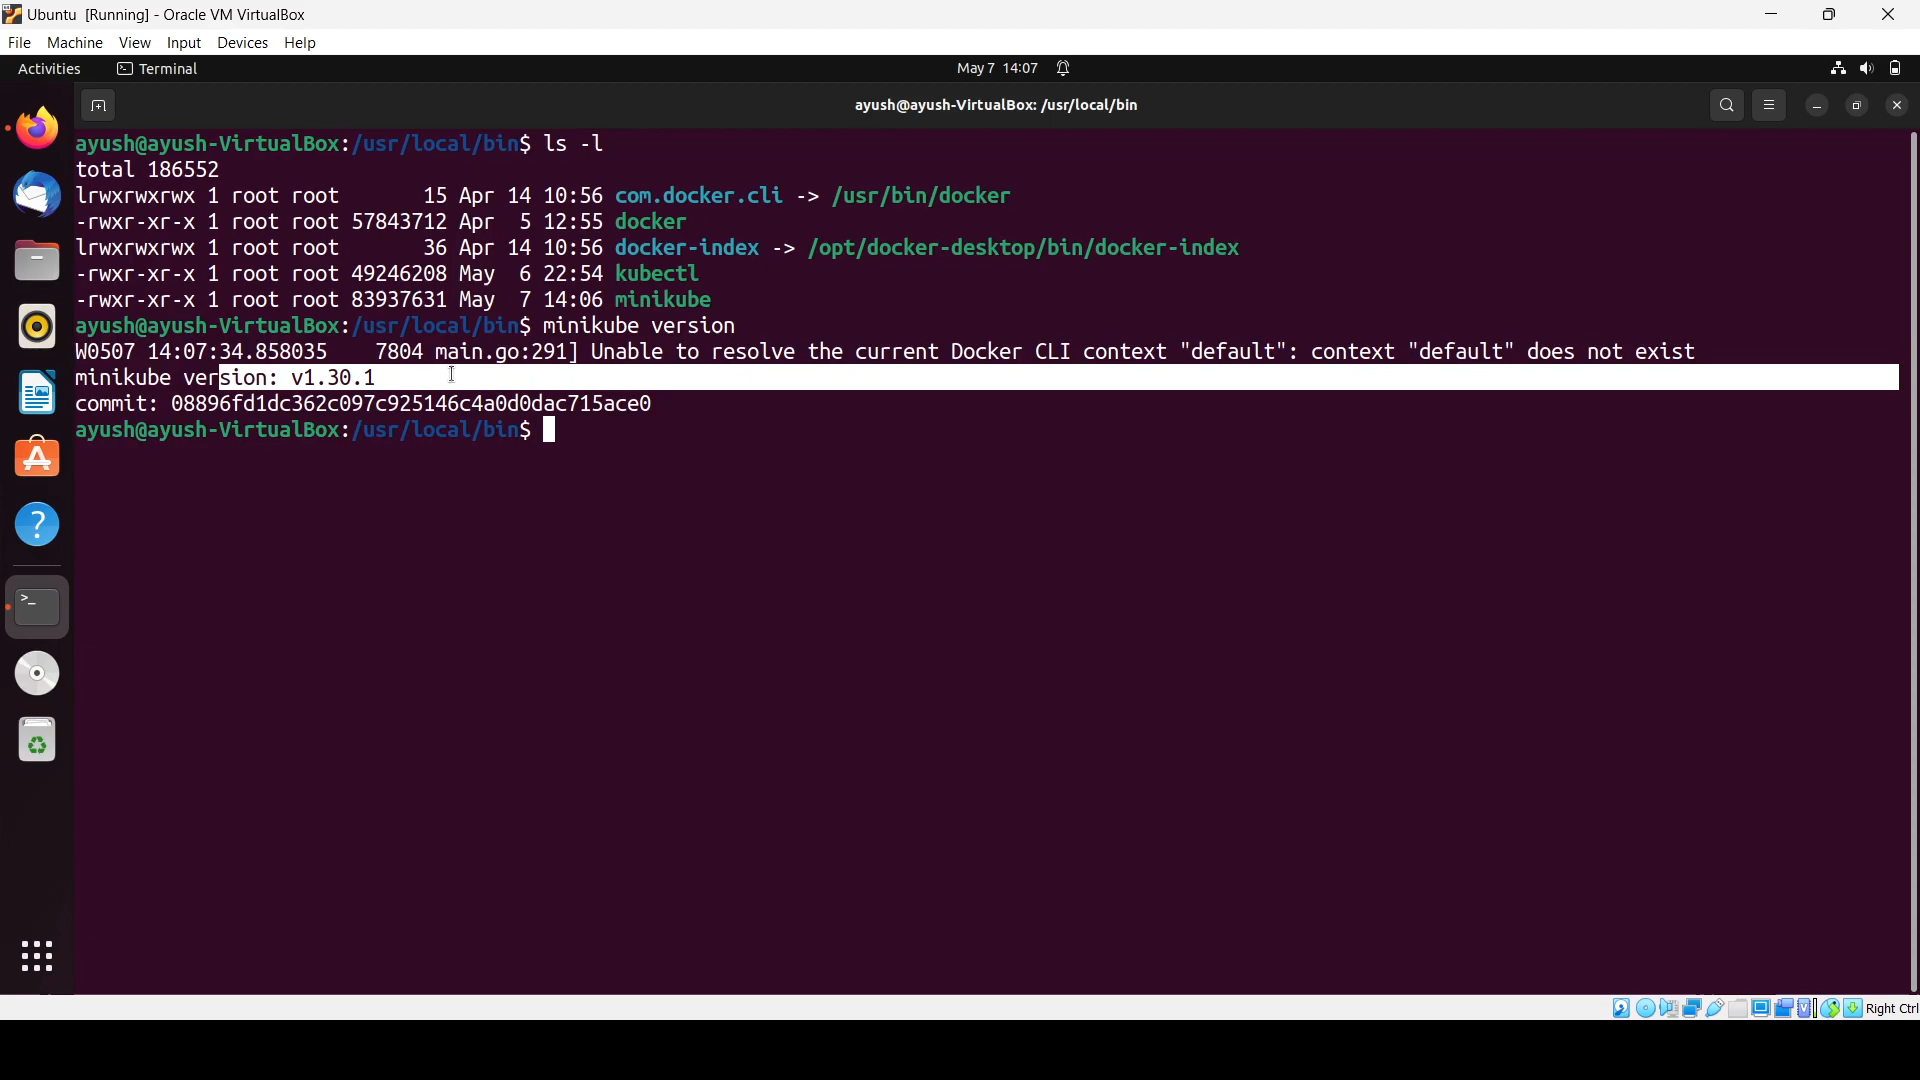 Ubuntu [Running] - Oracle VM VirtualBox
File Machine View Input Devices Help
Activities Terminal May 7 14:07
ayush@ayush-VirtualBox: /usr/local/bin
ayush@ayush-VirtualBox:/usr/local/bin$ ls -l
total 186552
lrwxrwxrwx 1 root root       15 Apr 14 10:56 com.docker.cli -> /usr/bin/docker
-rwxr-xr-x 1 root root 57843712 Apr  5 12:55 docker
lrwxrwxrwx 1 root root       36 Apr 14 10:56 docker-index -> /opt/docker-desktop/bin/docker-index
-rwxr-xr-x 1 root root 49246208 May  6 22:54 kubectl
-rwxr-xr-x 1 root root 83937631 May  7 14:06 minikube
ayush@ayush-VirtualBox:/usr/local/bin$ minikube version
W0507 14:07:34.858035    7804 main.go:291] Unable to resolve the current Docker CLI context "default": context "default" does not exist
minikube version: v1.30.1
commit: 08896fd1dc362c097c925146c4a0d0dac715ace0
ayush@ayush-VirtualBox:/usr/local/bin$
Right Ctrl